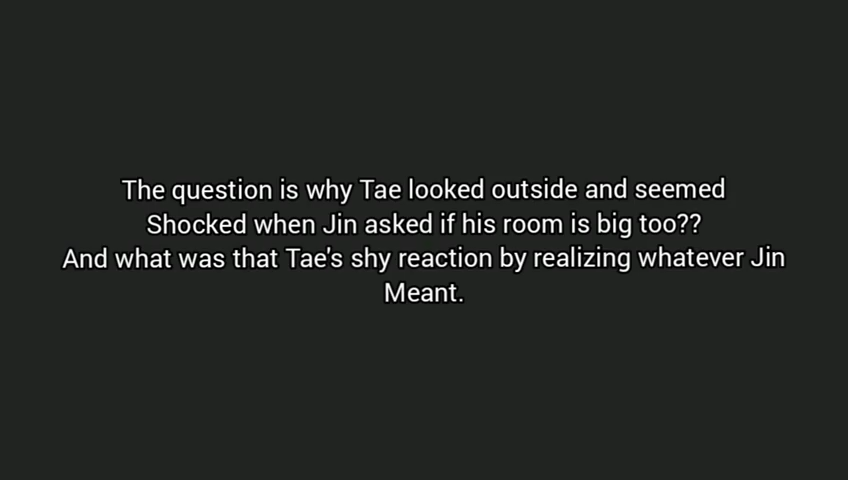 The question is why Tae looked outside and seemed
Shocked when Jin asked if his room is big too??
And what was that Tae's shy reaction by realizing whatever Jin
Meant.